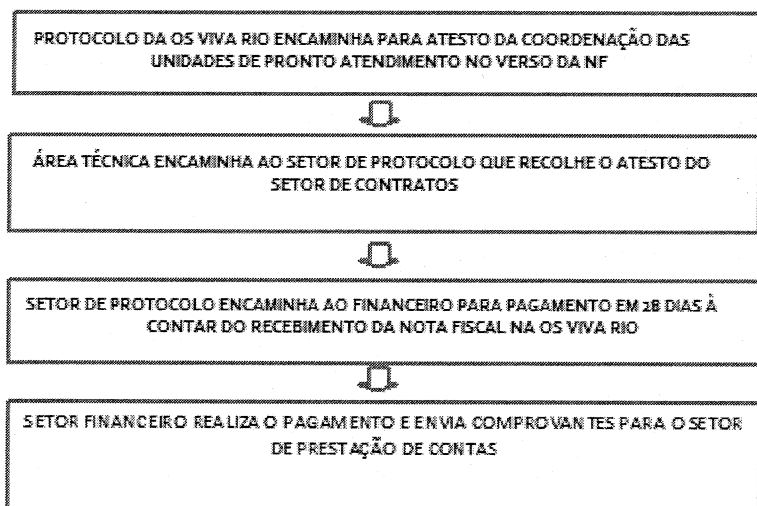 PROTOCOLO DA OS VIVA RIO ENCAMINHA PARA ATESTO DA COORDENAÇÃO DAS
UNIDADES DE PRONTO ATENDIMENTO NO VERSO DA NF
ÁREA TÉCNICA ENCAMINHA AO SETOR DE PROTOCOLO QUE RECOLHE O ATESTO DO
SETOR DE CONTRATOS
SETOR DE PROTOCOLO ENCAMINHA AO FINANCEIRO PARA PAGAMENTO EM 28 DIAS À
CONTAR DO RECEBIMENTO DA NOTA FISCAL NA OS VIVA RIO
SETOR FINANCEIRO REALIZA O PAGAMENTO E ENVIA COMPROVANTES PARA O SETOR
DE PRESTAÇÃO DE CONTAS